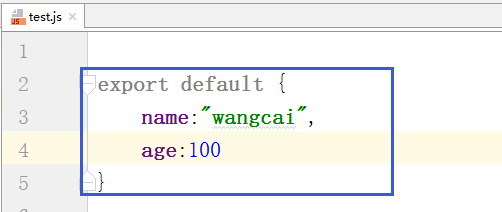 test.js
1
2 export default {
3 name:"wangcai",
4 age:100
5 }